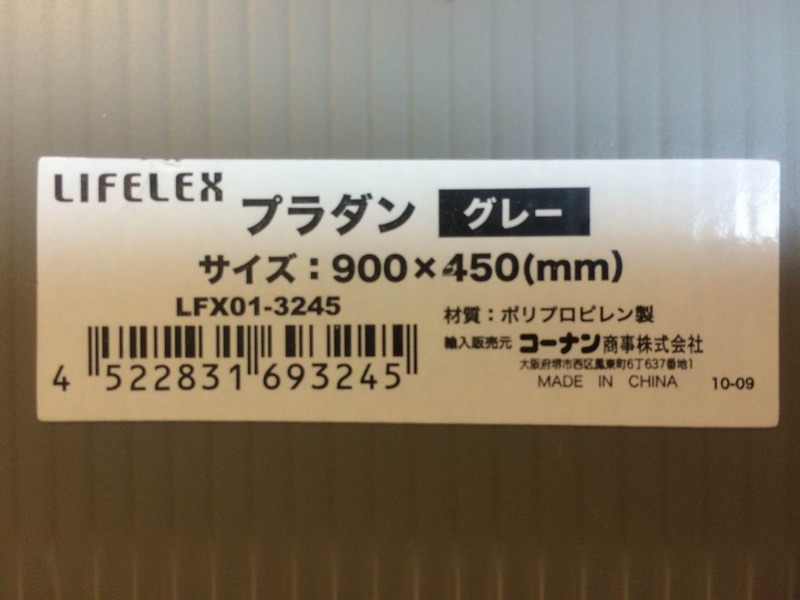 LIFELEX プラダン グレー
サイズ：900×450(mm)
LFX01-3245
材質：ポリプロピレン製
輸入販売元 コーナン商事株式会社
大阪府堺市西区鳳東町6丁637番地1
MADE IN CHINA 10-09
4 522831 693245